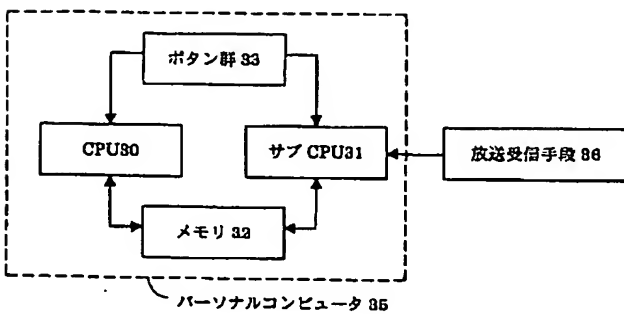 ボタン群 33
CPU30
サブ CPU31
放送受信手段 36
メモリ 32
パーソナルコンピュータ 35